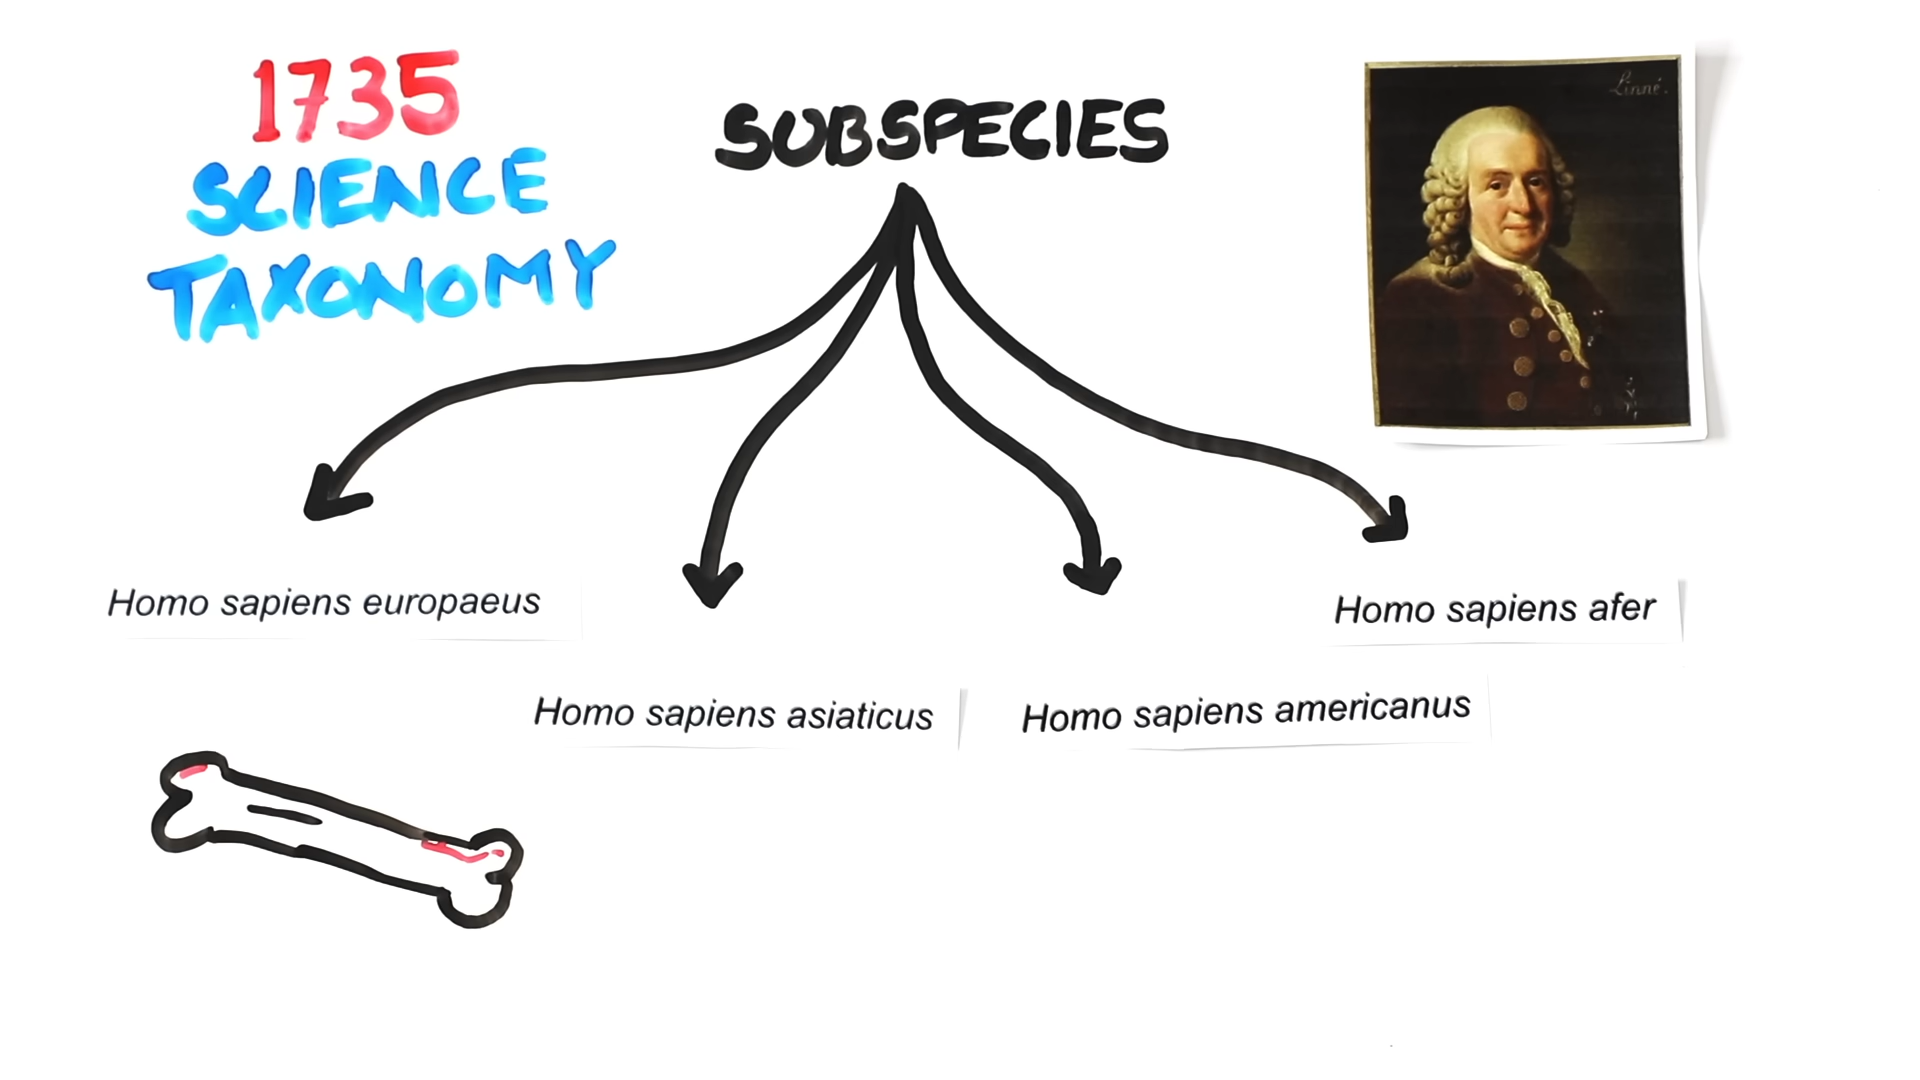 1735
SCIENCE
TAXONOMY
SUBSPECIES
Linné.
Homo sapiens europaeus
Homo sapiens asiaticus
Homo sapiens americanus
Homo sapiens afer